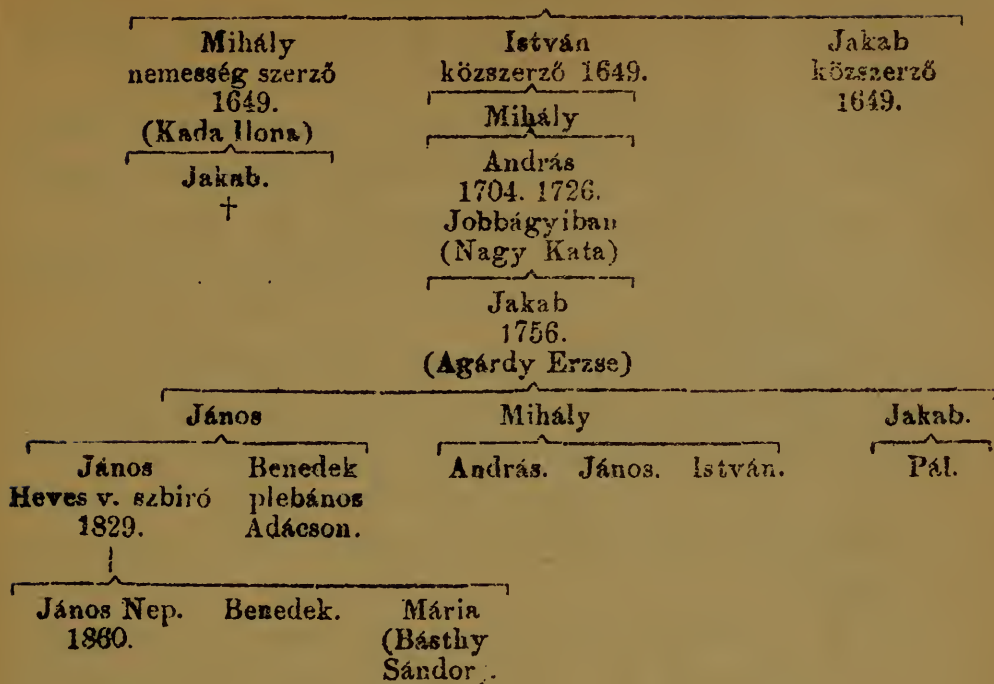 Mihály István Jakab
nemesség szerző közszerző 1649. közszerző
1649. Mihály 1649.
(Kada Ilona) András
Jakab. 1704. 1726.
† Jobbágyiban
(Nagy Kata)
Jakab
1756.
(Agárdy Erzse)
János Mihály Jakab.
János Benedek András. János. István. Pál.
Heves v. szbiró plebános
1829. Adácson.
János Nep. Benedek. Mária
1860. (Básthy
Sándor.